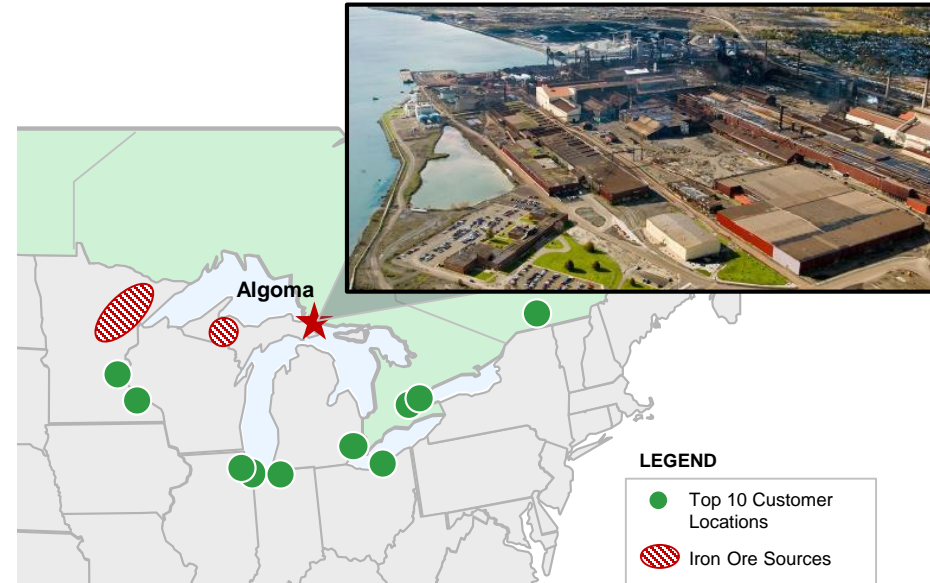 Algoma
LEGEND
Top 10 Customer
Locations
Iron Ore Sources